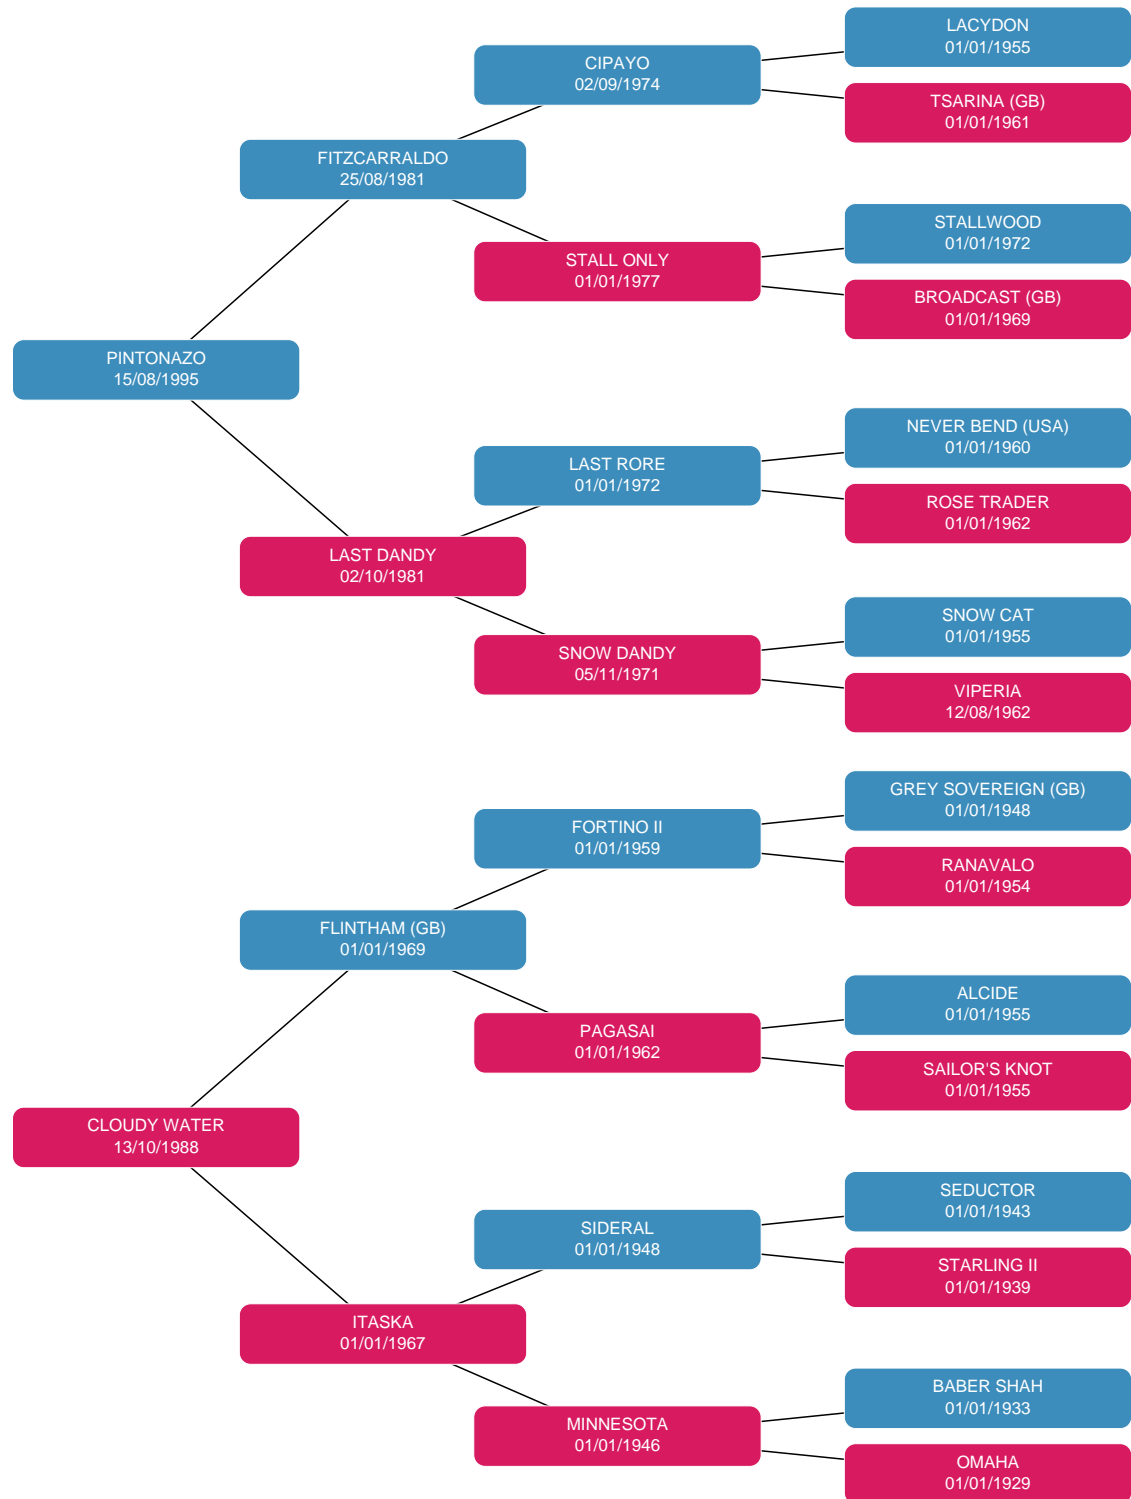 LACYDON
01/01/1955
CIPAYO
02/09/1974
TSARINA (GB)
01/01/1961
FITZCARRALDO
25/08/1981
STALLWOOD
01/01/1972
STALL ONLY
01/01/1977
BROADCAST (GB)
01/01/1969
PINTONAZO
15/08/1995
NEVER BEND (USA)
01/01/1960
LAST RORE
01/01/1972
ROSE TRADER
01/01/1962
LAST DANDY
02/10/1981
SNOW CAT
01/01/1955
SNOW DANDY
05/11/1971
VIPERIA
12/08/1962
GREY SOVEREIGN (GB)
01/01/1948
FORTINO II
01/01/1959
RANAVALO
01/01/1954
FLINTHAM (GB)
01/01/1969
ALCIDE
01/01/1955
PAGASAI
01/01/1962
SAILOR'S KNOT
01/01/1955
CLOUDY WATER
13/10/1988
SEDUCTOR
01/01/1943
SIDERAL
01/01/1948
STARLING II
01/01/1939
ITASKA
01/01/1967
BABER SHAH
01/01/1933
MINNESOTA
01/01/1946
OMAHA
01/01/1929